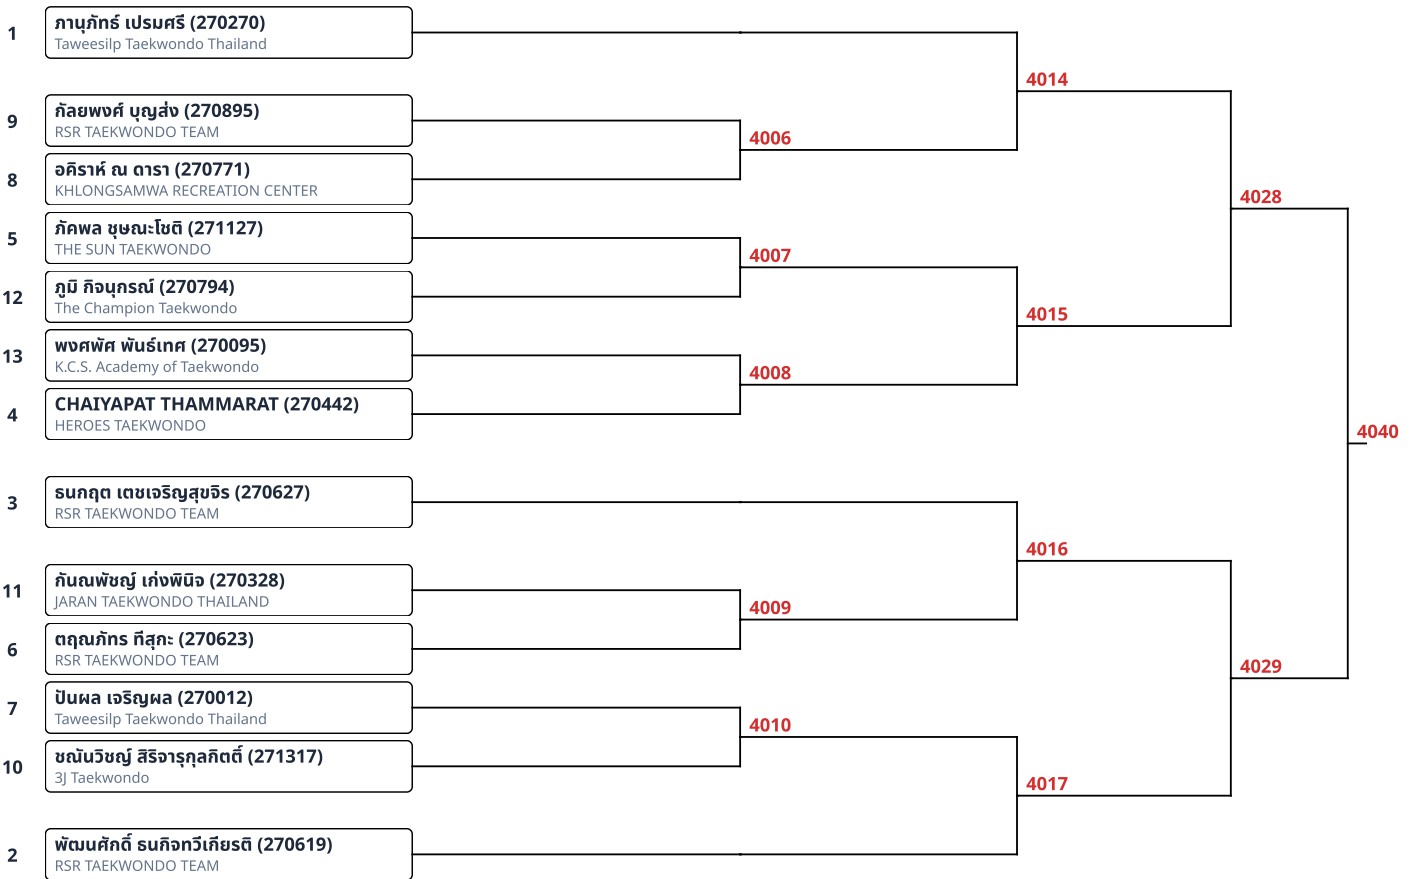 1
ภานุภัทธ์ เปรมศรี (270270)
Taweesilp Taekwondo Thailand
4014
9
กัลยพงศ์ บุญส่ง (270895)
RSR TAEKWONDO TEAM
4006
8
อคิราห์ ณ ดารา (270771)
KHLONGSAMWA RECREATION CENTER
4028
5
ภัคพล ชุษณะโชติ (271127)
THE SUN TAEKWONDO
4007
12
ภูมิ กิจนุกรณ์ (270794)
The Champion Taekwondo
4015
13
พงศพัศ พันธ์เทศ (270095)
K.C.S. Academy of Taekwondo
4008
4
CHAIYAPAT THAMMARAT (270442)
HEROES TAEKWONDO
4040
3
ธนกฤต เตชเจริญสุขจิร (270627)
RSR TAEKWONDO TEAM
4016
11
กันณพัชญ์ เก่งพินิจ (270328)
JARAN TAEKWONDO THAILAND
4009
6
ตฤณภัทร ทีสุกะ (270623)
RSR TAEKWONDO TEAM
4029
7
ปันผล เจริญผล (270012)
Taweesilp Taekwondo Thailand
4010
10
ชณันวิชญ์ สิริจารุกุลกิตติ์ (271317)
3J Taekwondo
4017
2
พัฒนศักดิ์ ธนกิจทวีเกียรติ (270619)
RSR TAEKWONDO TEAM